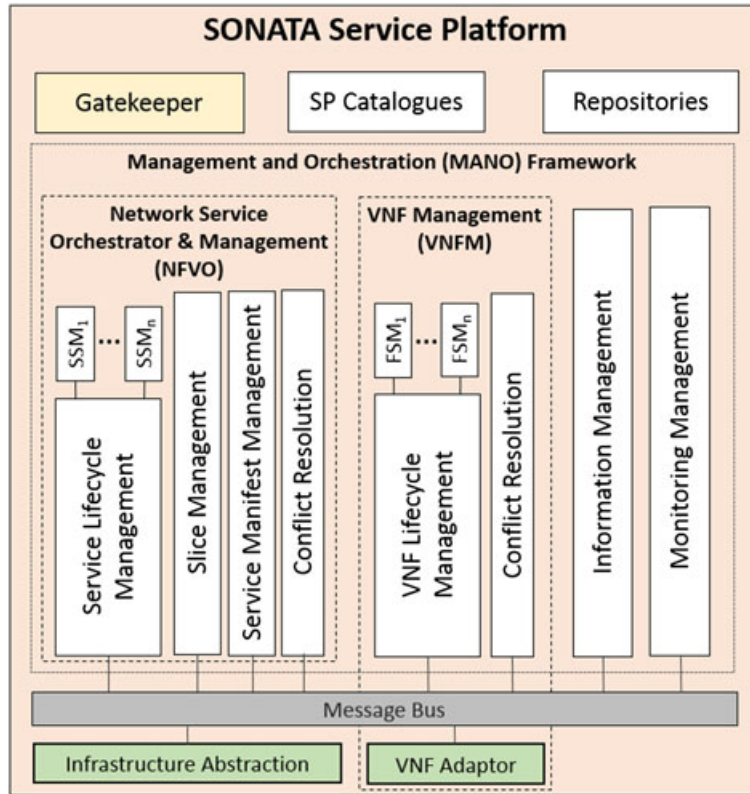 SONATA Service Platform
Gatekeeper
SP Catalogues
Repositories
Management and Orchestration (MANO) Framework
Network Service
Orchestrator & Management
(NFVO)
VNF Management
(VNFM)
SSM1
...
SSMn
Service Lifecycle
Management
Slice Management
Service Manifest Management
Conflict Resolution
FSM1
...
FSMn
VNF Lifecycle
Management
Conflict Resolution
Information Management
Monitoring Management
Message Bus
Infrastructure Abstraction
VNF Adaptor